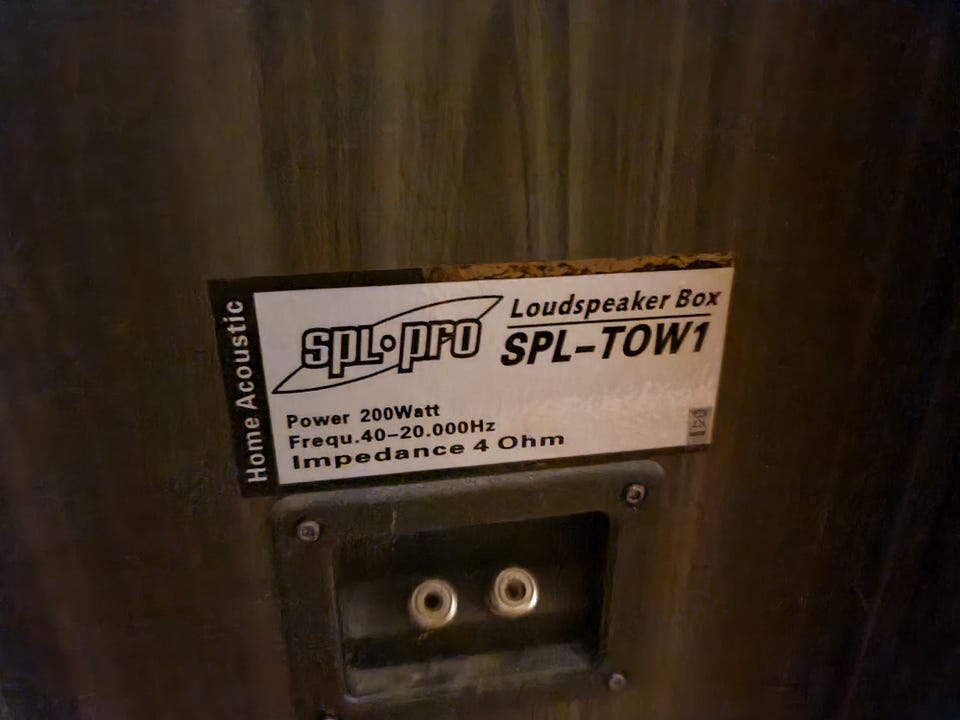 Home Acoustic
SPL•PRO
Loudspeaker Box
SPL-TOW1
Power 200Watt
Frequ.40-20.000Hz
Impedance 4 Ohm